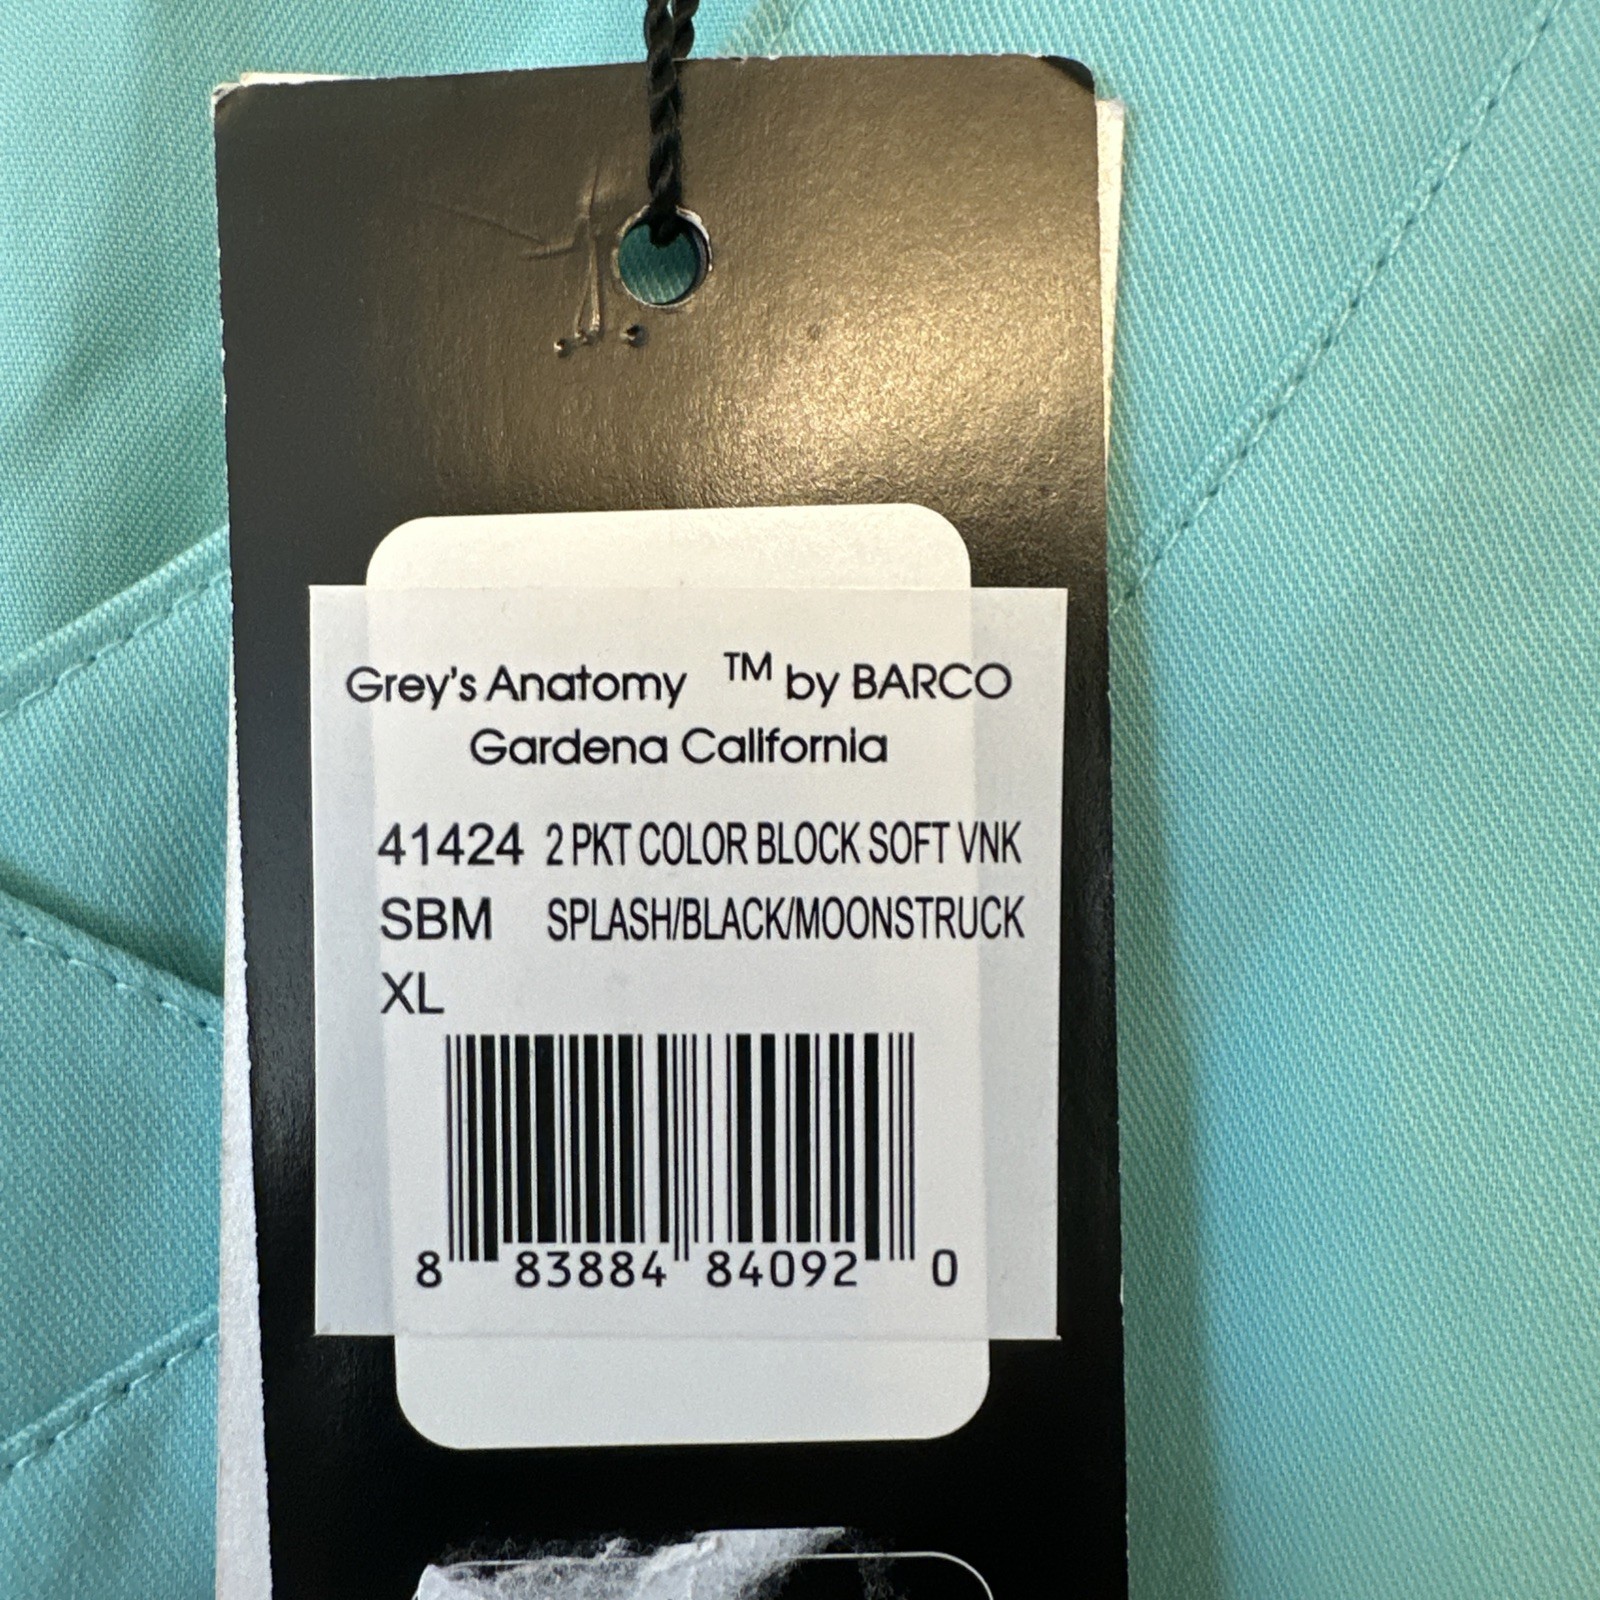 Grey's Anatomy ™ by BARCO
Gardena California
41424 2 PKT COLOR BLOCK SOFT VNK
SBM SPLASH/BLACK/MOONSTRUCK
XL
8 83884 84092 0